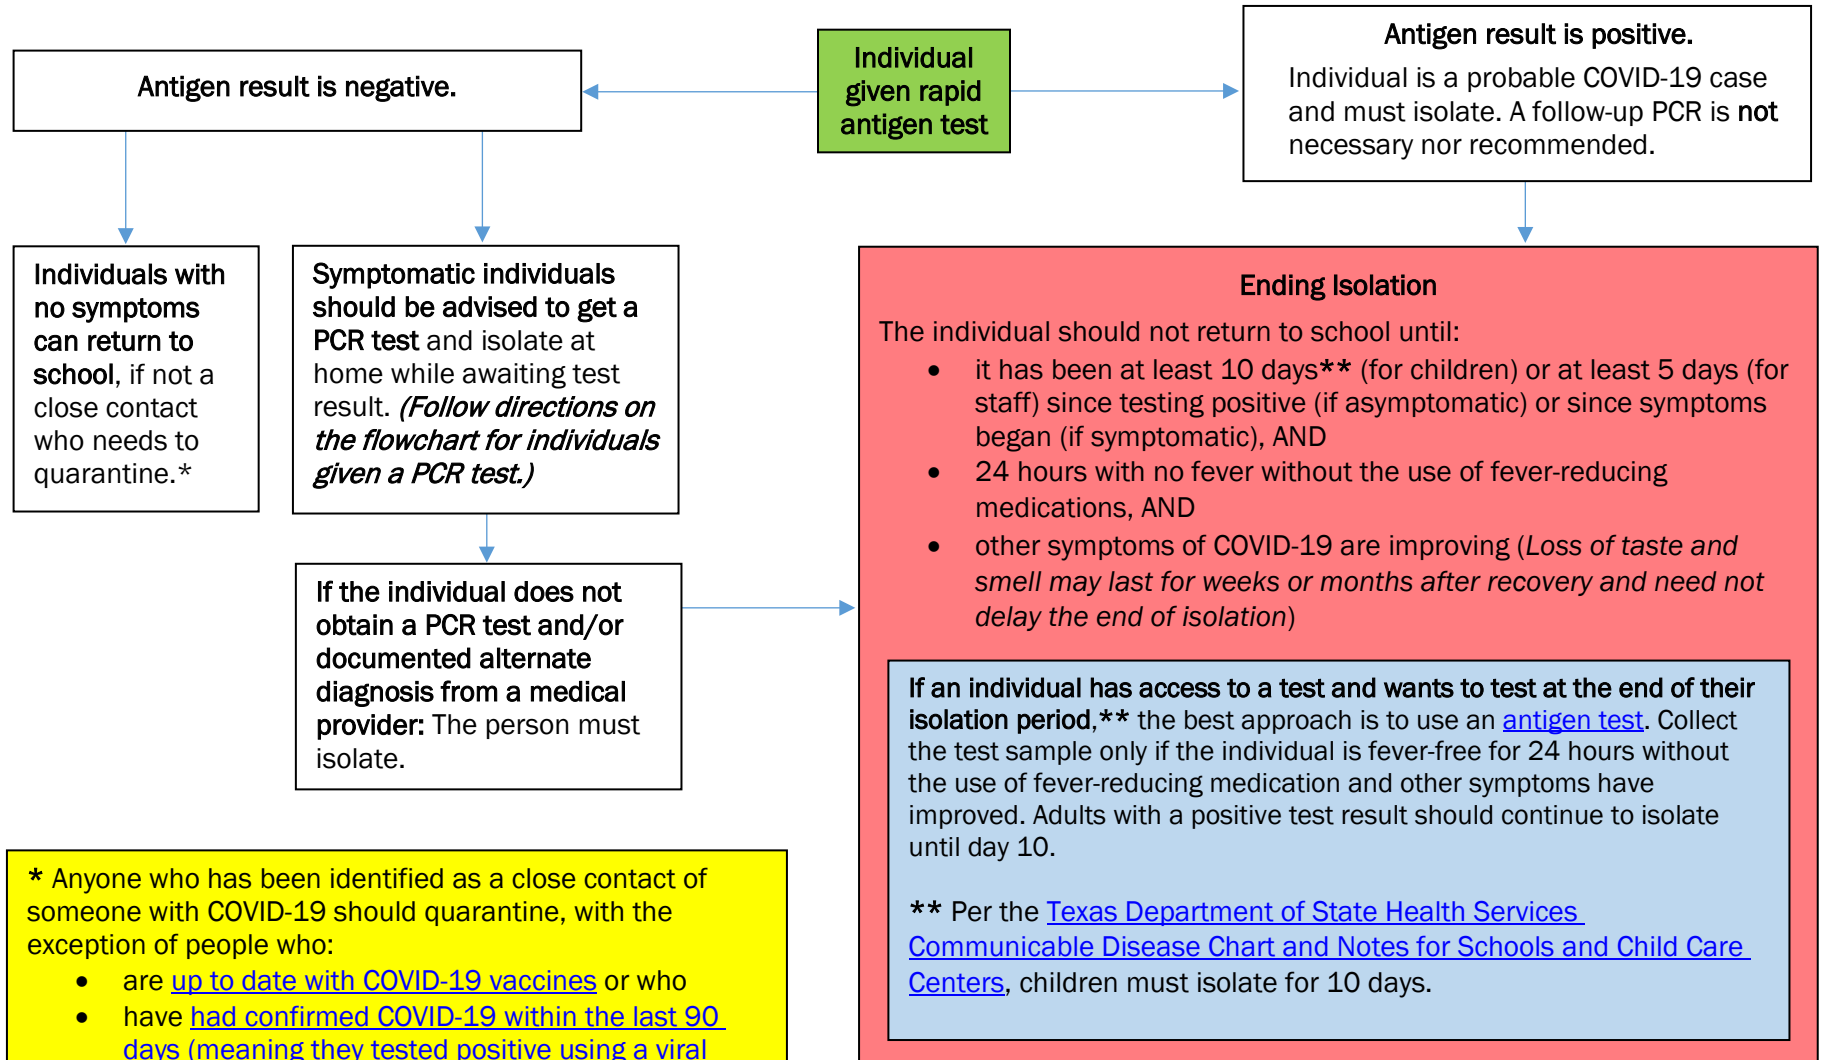 Individual
given rapid
antigen test
Antigen result is negative.
Antigen result is positive.
Individual is a probable COVID-19 case
and must isolate. A follow-up PCR is not
necessary nor recommended.
Individuals with
no symptoms
can return to
school, if not a
close contact
who needs to
quarantine.*
Symptomatic individuals
should be advised to get a
PCR test and isolate at
home while awaiting test
result. (Follow directions on
the flowchart for individuals
given a PCR test.)
If the individual does not
obtain a PCR test and/or
documented alternate
diagnosis from a medical
provider: The person must
isolate.
Ending Isolation
The individual should not return to school until:
• it has been at least 10 days** (for children) or at least 5 days (for
staff) since testing positive (if asymptomatic) or since symptoms
began (if symptomatic), AND
• 24 hours with no fever without the use of fever-reducing
medications, AND
• other symptoms of COVID-19 are improving (Loss of taste and
smell may last for weeks or months after recovery and need not
delay the end of isolation)
If an individual has access to a test and wants to test at the end of their
isolation period,** the best approach is to use an antigen test. Collect
the test sample only if the individual is fever-free for 24 hours without
the use of fever-reducing medication and other symptoms have
improved. Adults with a positive test result should continue to isolate
until day 10.
** Per the Texas Department of State Health Services
Communicable Disease Chart and Notes for Schools and Child Care
Centers, children must isolate for 10 days.
* Anyone who has been identified as a close contact of
someone with COVID-19 should quarantine, with the
exception of people who:
• are up to date with COVID-19 vaccines or who
• have had confirmed COVID-19 within the last 90
days (meaning they tested positive using a viral